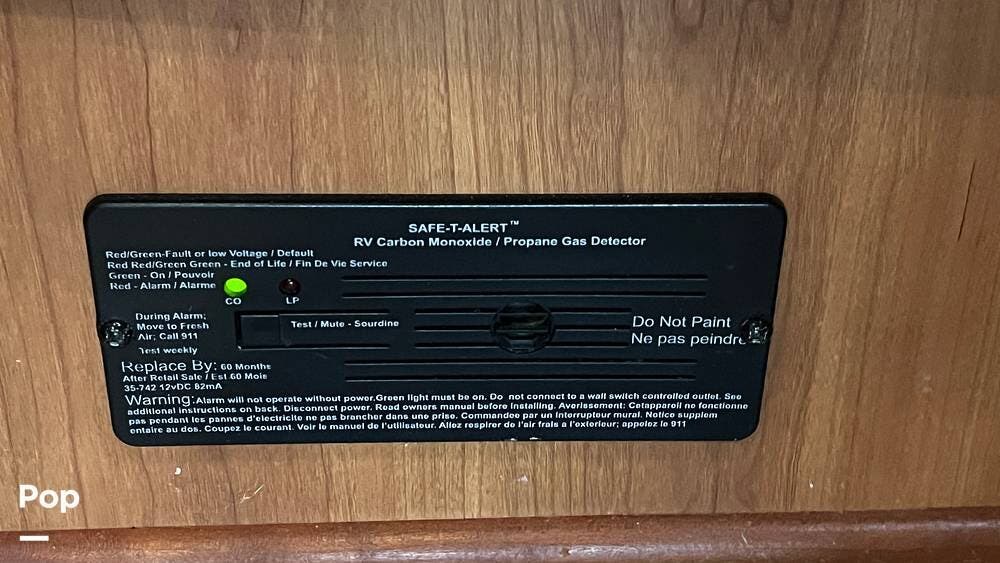 SAFE-T-ALERT™
RV Carbon Monoxide / Propane Gas Detector
Red/Green-Fault or low Voltage / Default
Red Red/Green Green - End of Life / Fin De Vie Service
Green - On / Pouvoir
Red - Alarm / Alarme
CO
LP
During Alarm;
Move to Fresh
Air; Call 911
Test weekly
Test / Mute - Sourdine
Do Not Paint
Ne pas peindre
Replace By: 60 Months
After Retail Sale / Est 60 Mois
35-742 12vDC 82mA
Warning:Alarm will not operate without power.Green light must be on. Do not connect to a wall switch controlled outlet. See
additional instructions on back. Disconnect power. Read owners manual before Installing. Averissement: Cetappareil ne fonctionne
pas pendant les pannes d'electricite ne pas brancher dans une prise. Commandee par un Interrupteur mural. Notice supplem
entaire au dos. Coupez le courant. Voir le manuel de l'utilisateur. Allez respirer de l'air frais a l'exterieur; appelez le 911
Pop